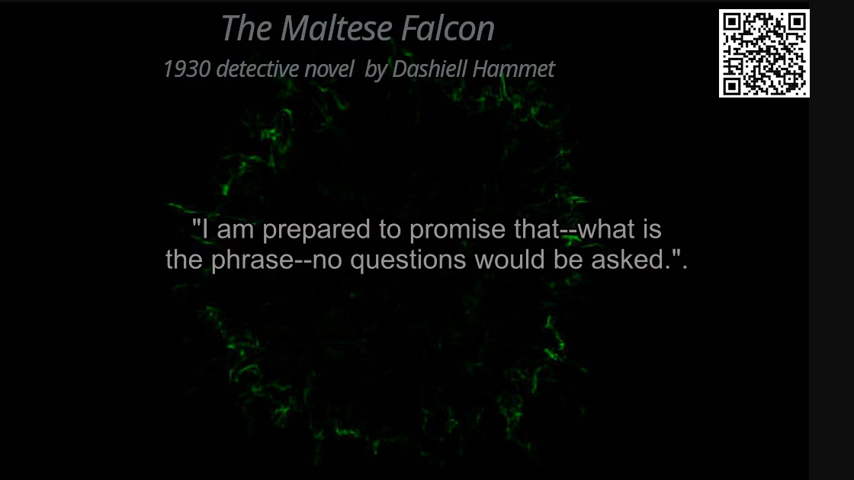 The Maltese Falcon
1930 detective novel by Dashiell Hammet
"I am prepared to promise that--what is
the phrase--no questions would be asked.".